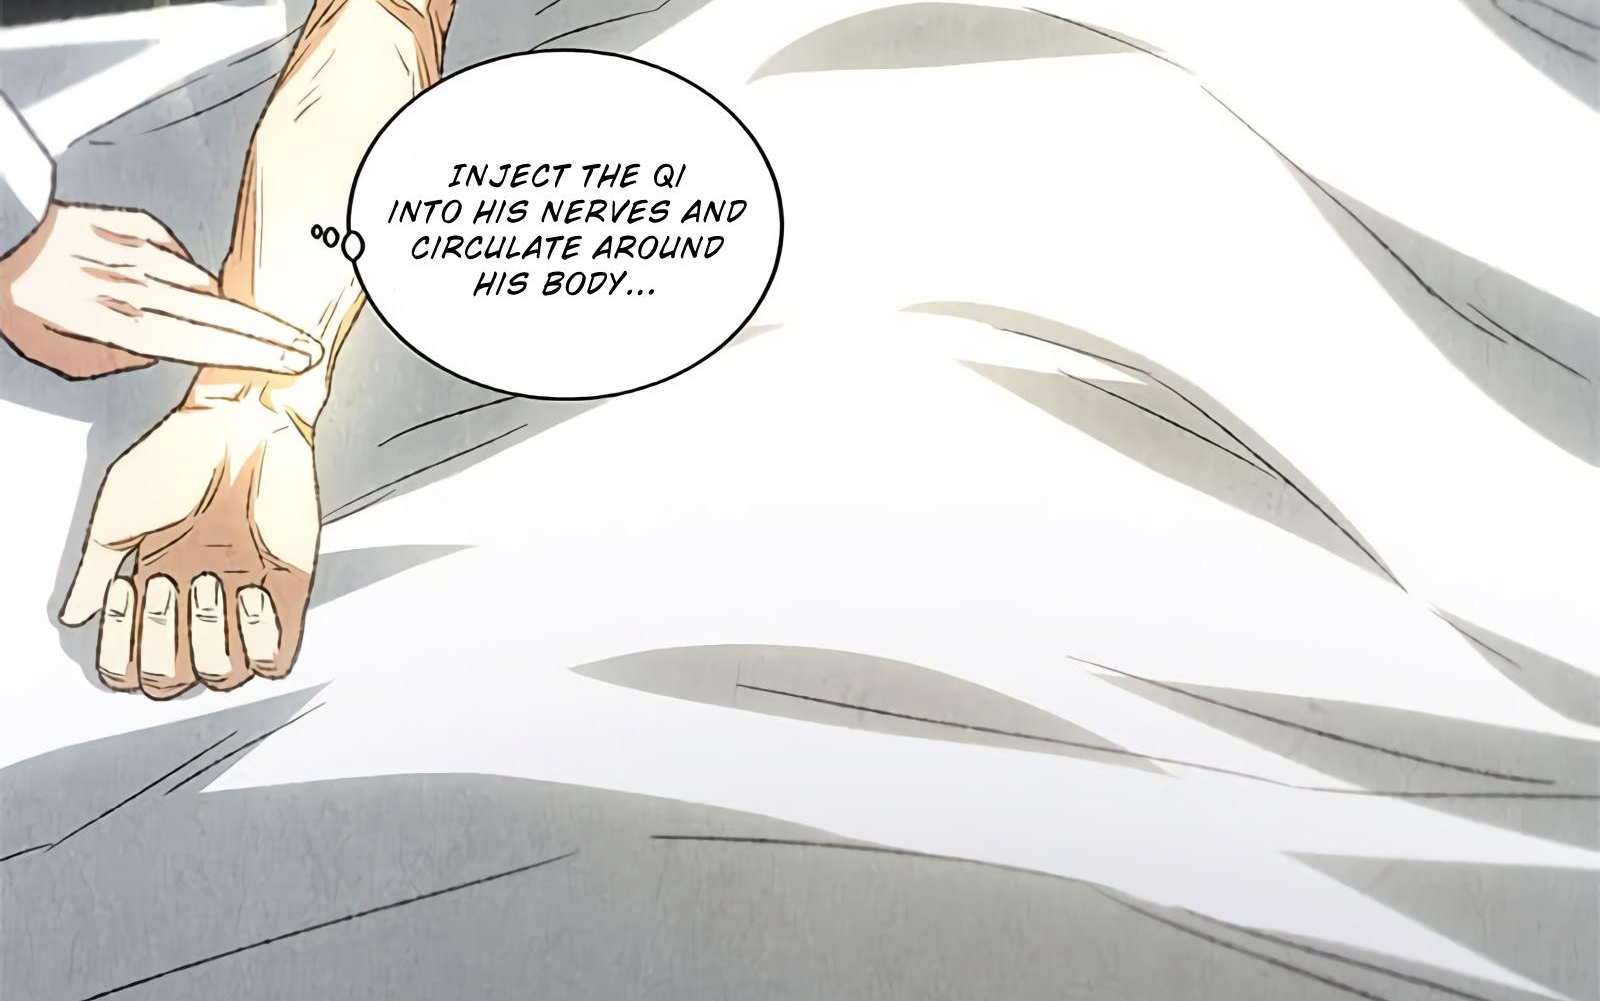 INJECT THE QI
INTO HIS NERVES AND
CIRCULATE AROUND
HIS BODY...